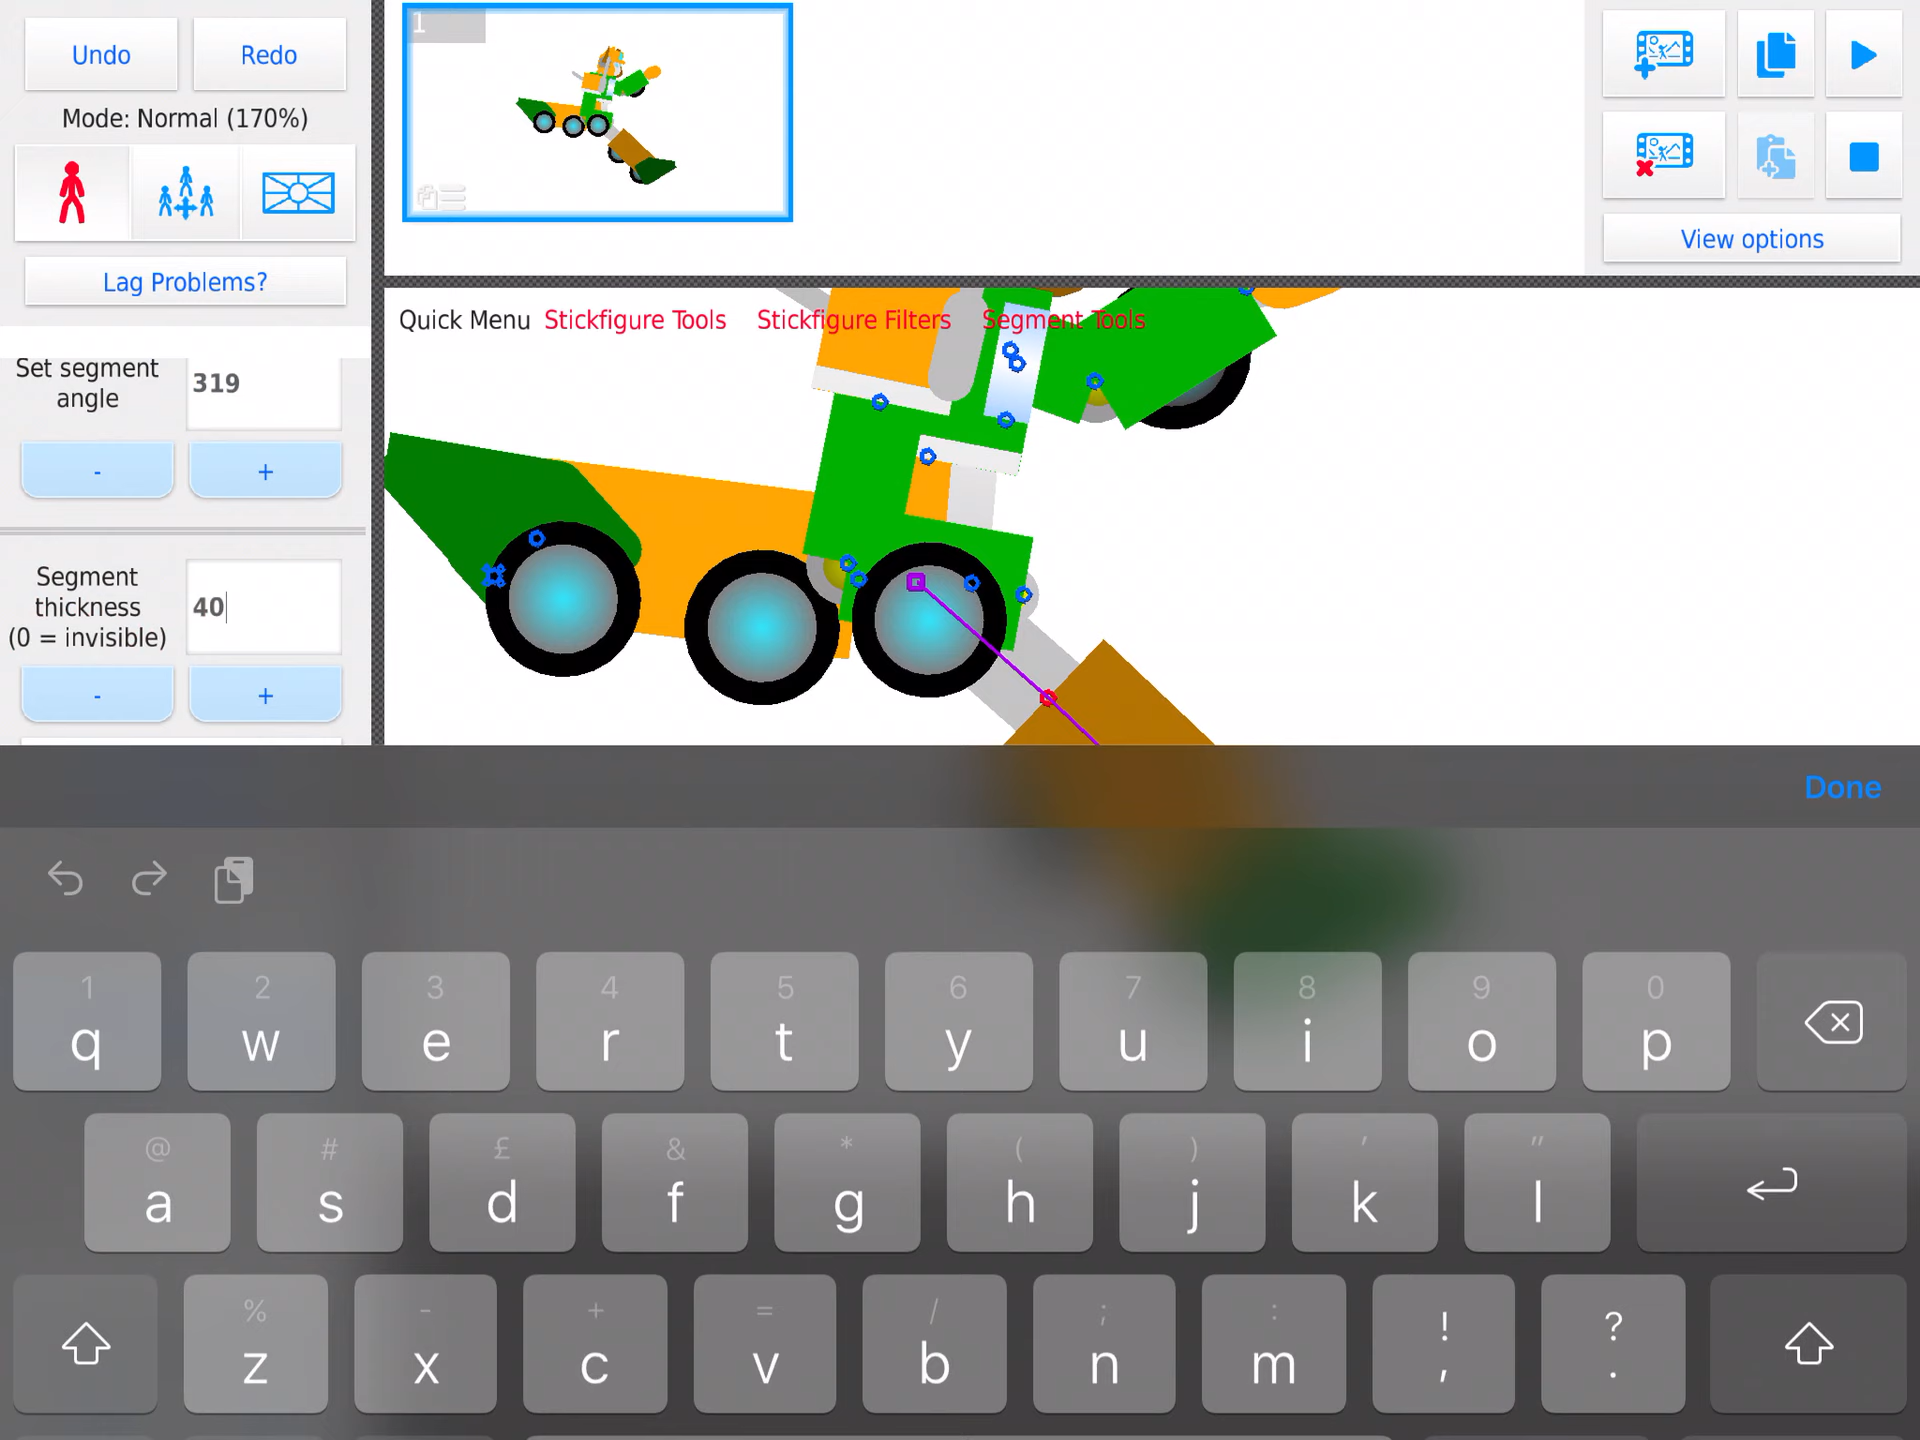 Undo Redo
Mode: Normal (170%)
Lag Problems?
Set segment
angle
319
- +
Segment
thickness
(0 = invisible)
40
- +
1
View options
Quick Menu Stickfigure Tools Stickfigure Filters Segment Tools
Done
1 2 3 4 5 6 7 8 9 0
q w e r t y u i o p
@ # £ & * ( ) ' "
a s d f g h j k l
% - + = / ; : ! ?
z x c v b n m , .